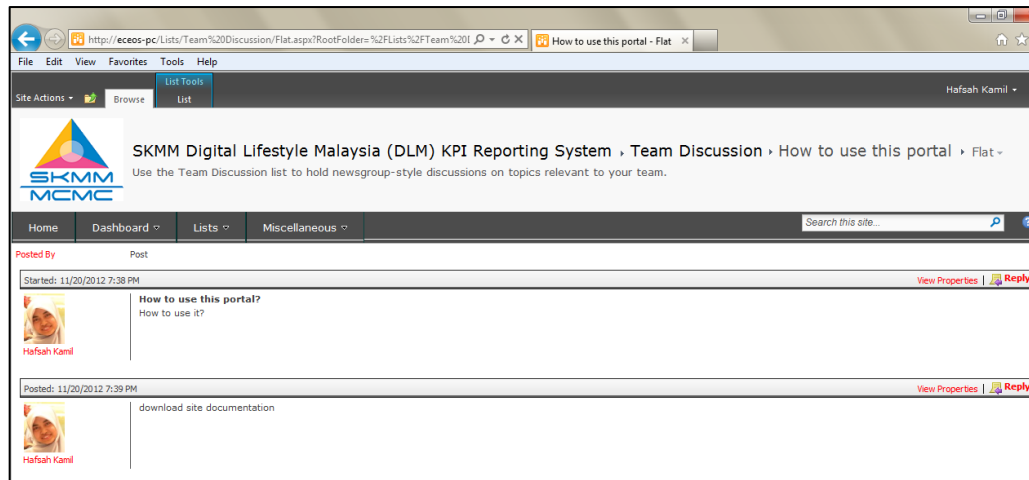 http://eceos-pc/Lists/Team%20Discussion/Flat.aspx?RootFolder=%2FLists%2FTeam%20I
How to use this portal - Flat
File Edit View Favorites Tools Help
List Tools
Site Actions Browse List
Hafsah Kamil
SKMM
MCMC
SKMM Digital Lifestyle Malaysia (DLM) KPI Reporting System Team Discussion How to use this portal Flat
Use the Team Discussion list to hold newsgroup-style discussions on topics relevant to your team.
Home Dashboard Lists Miscellaneous Search this site...
Posted By Post
Started: 11/20/2012 7:38 PM View Properties | Reply
How to use this portal?
How to use it?
Hafsah Kamil
Posted: 11/20/2012 7:39 PM View Properties | Reply
download site documentation
Hafsah Kamil